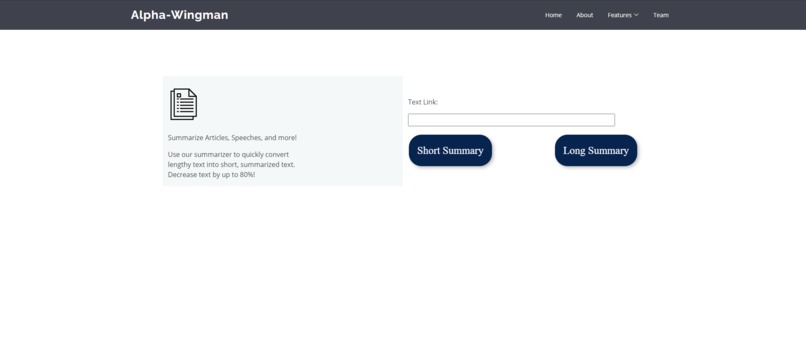 Alpha-Wingman
Home About Features Team
Summarize Articles, Speeches, and more!
Use our summarizer to quickly convert
lengthy text into short, summarized text.
Decrease text by up to 80%!
Text Link:
Short Summary Long Summary